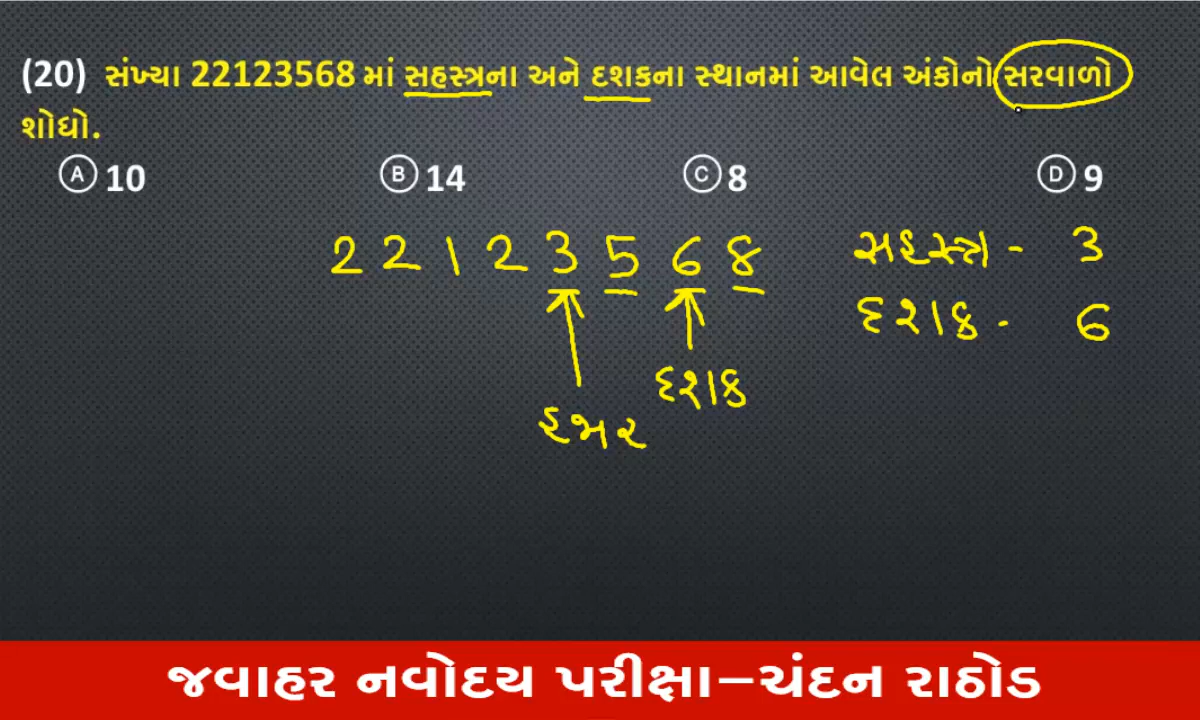 (20) સંખ્યા 22123568 માં સહસ્ત્રના અને દશકના સ્થાનમાં આવેલ અંકોનો સરવાળો
શોધો.
A 10 B 14 C 8 D 9
2 2 1 2 3 5 6 8 સહસ્ત્ર - 3
દશક - 6
દશક
હજાર
જવાહર નવોદય પરીક્ષા–ચંદન રાઠોડ